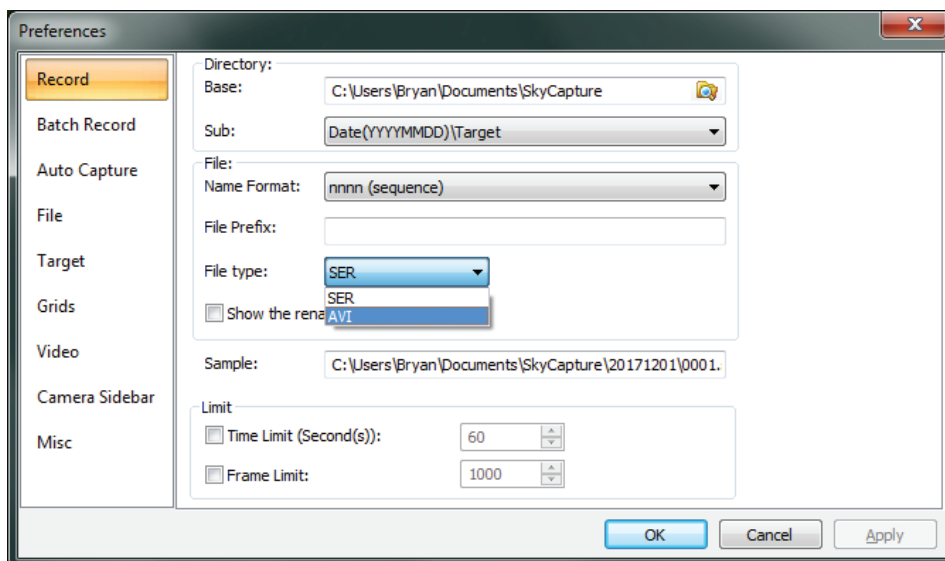 Preferences
Record
Batch Record
Auto Capture
File
Target
Grids
Video
Camera Sidebar
Misc
Directory:
Base: C:\Users\Bryan\Documents\SkyCapture
Sub: Date(YYYYMMDD)\Target
File:
Name Format: nnnn (sequence)
File Prefix:
File type: SER
SER
AVI
Show the
Sample: C:\Users\Bryan\Documents\SkyCapture\20171201\0001.
Limit
Time Limit (Second(s)): 60
Frame Limit: 1000
OK
Cancel
Apply